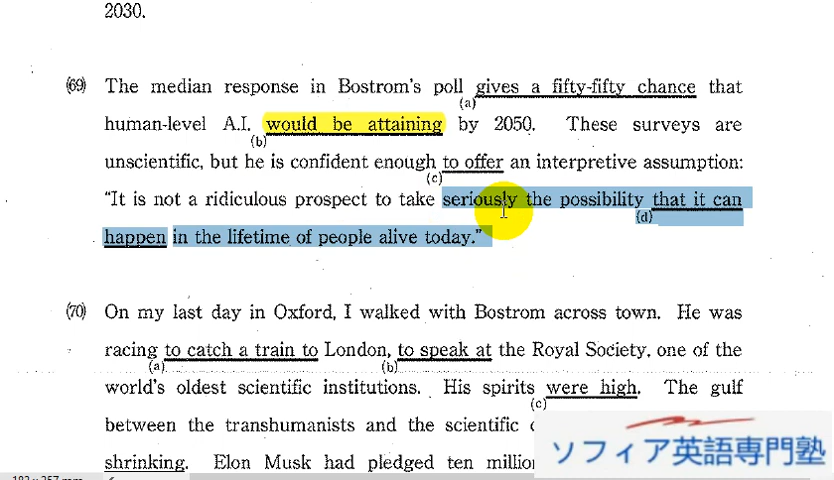 2030.
(69) The median response in Bostrom's poll gives a fifty-fifty chance that
(a)
human-level A.I. would be attaining by 2050. These surveys are
(b)
unscientific, but he is confident enough to offer an interpretive assumption:
(c)
"It is not a ridiculous prospect to take seriously the possibility that it can
(d)
happen in the lifetime of people alive today."
(70) On my last day in Oxford, I walked with Bostrom across town. He was
racing to catch a train to London, to speak at the Royal Society, one of the
(a) (b)
world's oldest scientific institutions. His spirits were high. The gulf
(c)
between the transhumanists and the scientific
shrinking. Elon Musk had pledged ten
ソフィア英語専門塾